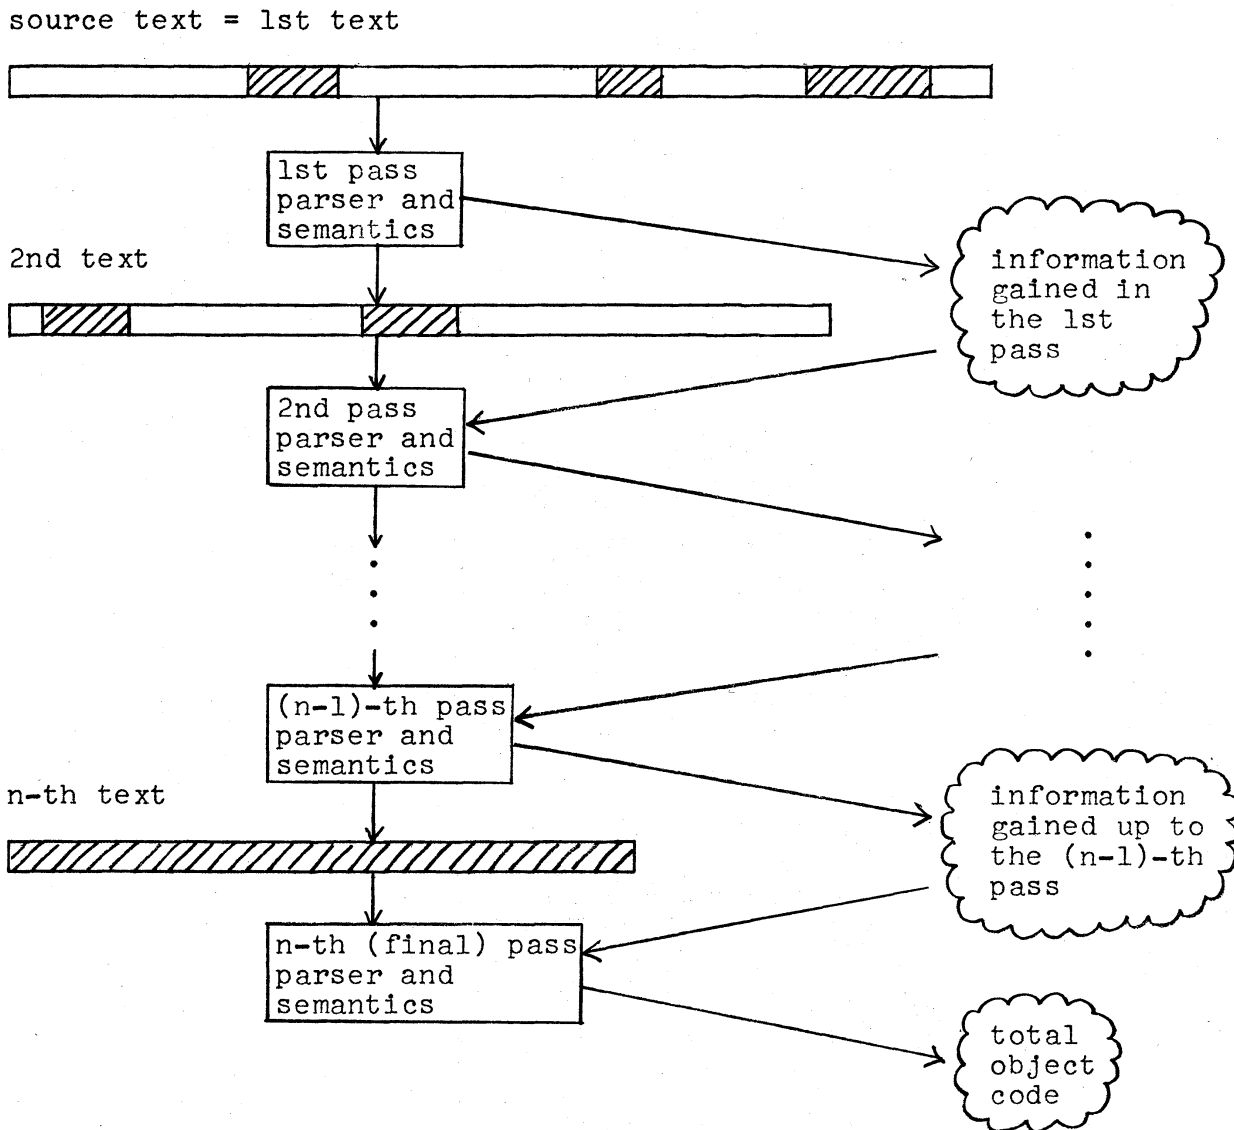 source text = 1st text
1st pass
parser and
semantics
2nd text
information
gained in
the 1st
pass
2nd pass
parser and
semantics
(n-1)-th pass
parser and
semantics
n-th text
information
gained up to
the (n-1)-th
pass
n-th (final) pass
parser and
semantics
total
object
code